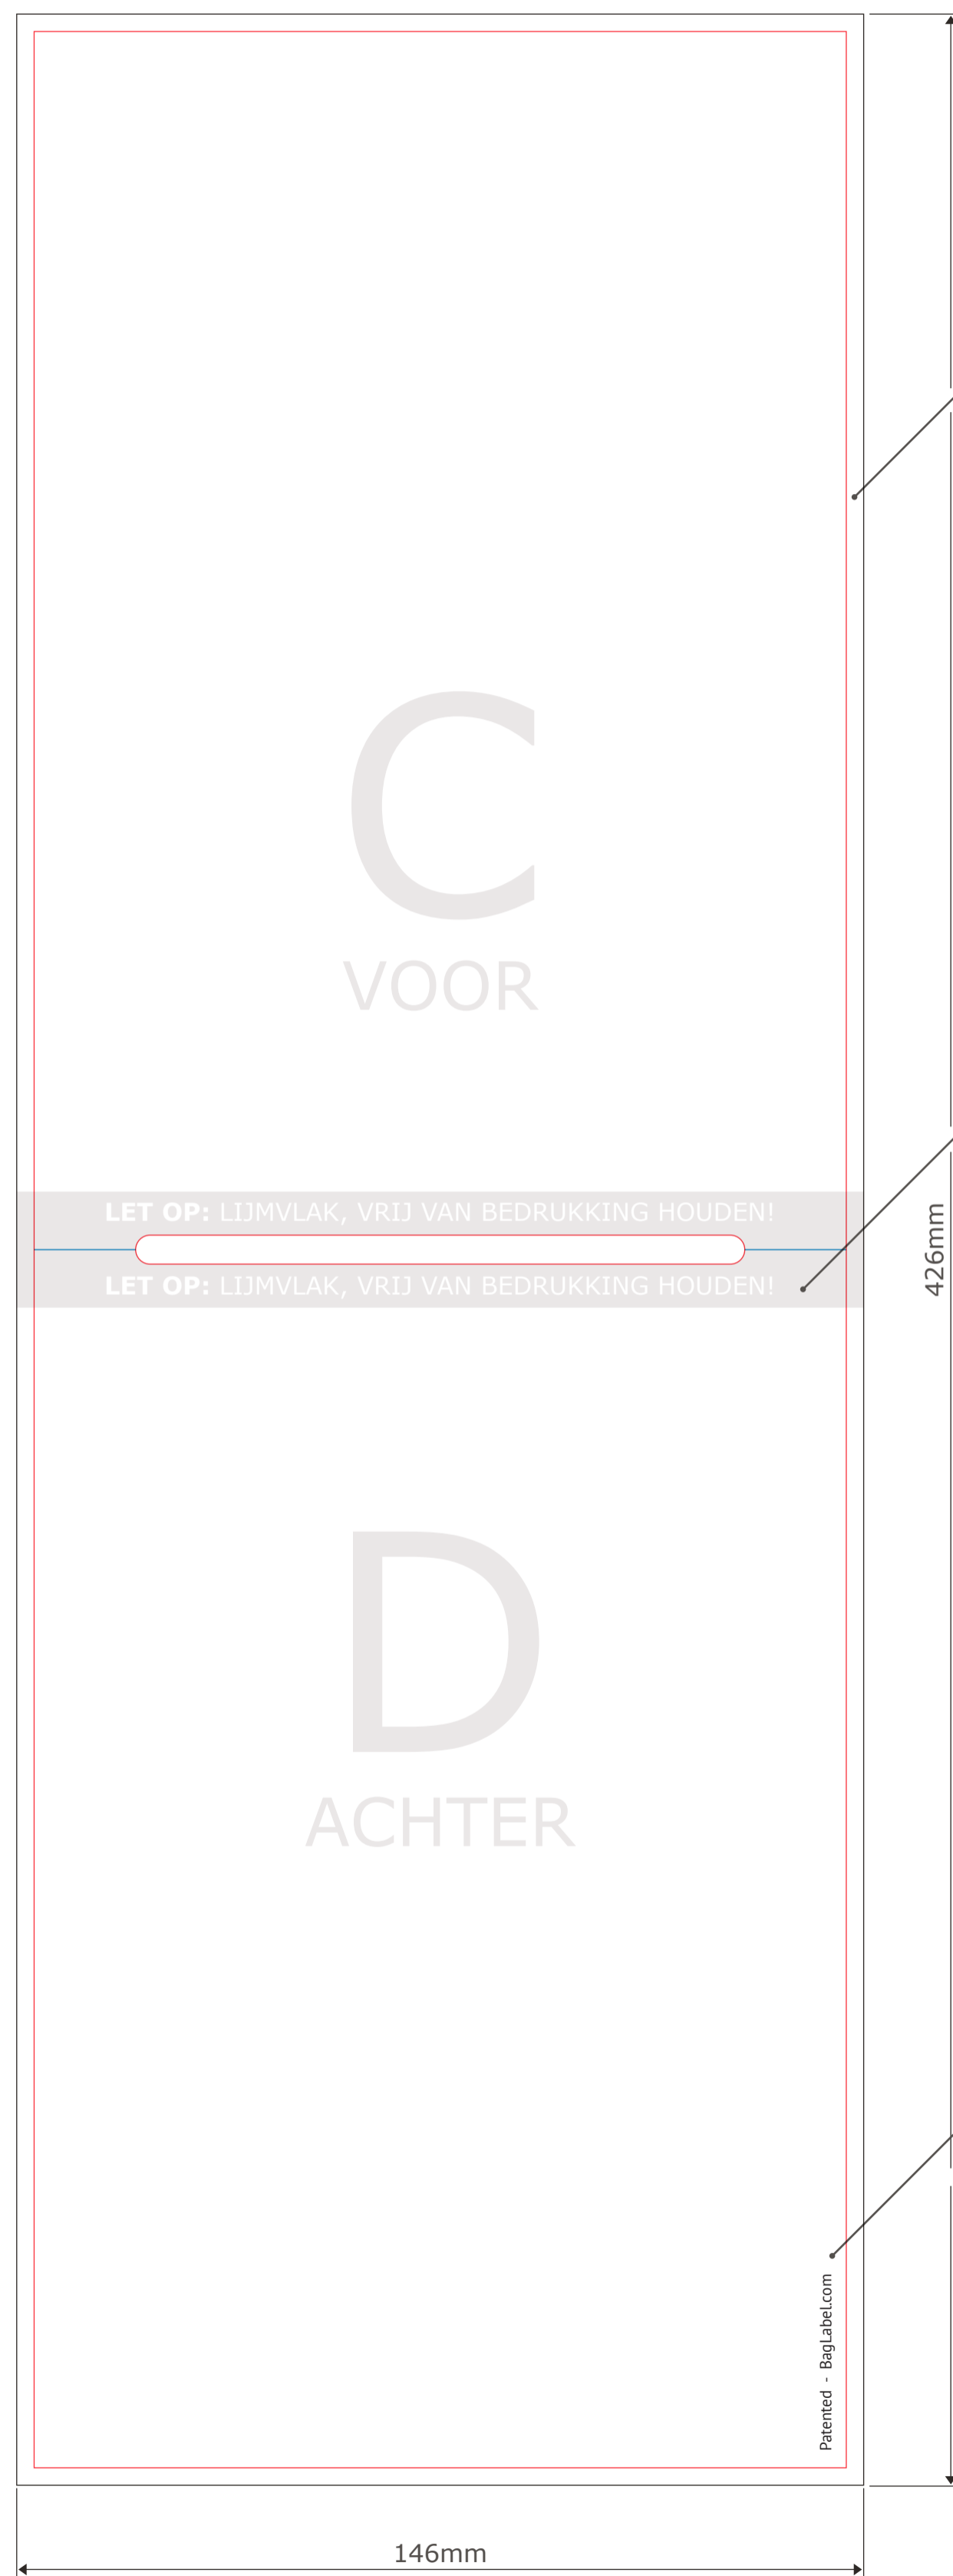 C
VOOR
LET OP: LIJMVLAK, VRIJ VAN BEDRUKKING HOUDEN!
LET OP: LIJMVLAK, VRIJ VAN BEDRUKKING HOUDEN!
426mm
D
ACHTER
Patented - BagLabel.com
146mm